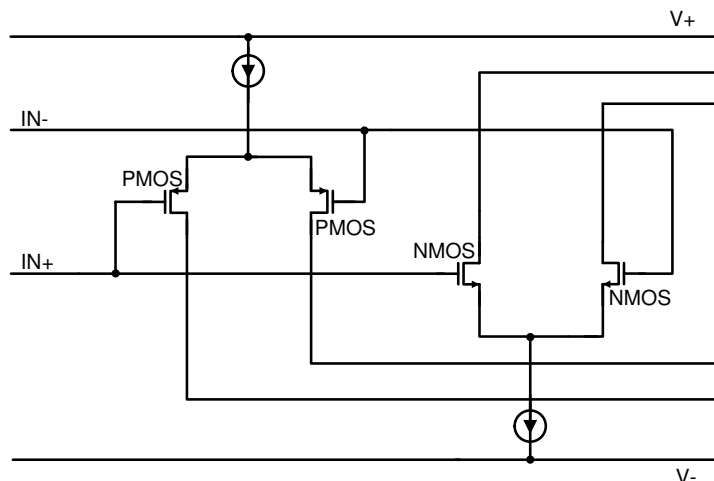 V+
IN-
PMOS
PMOS
NMOS
IN+
NMOS
V-